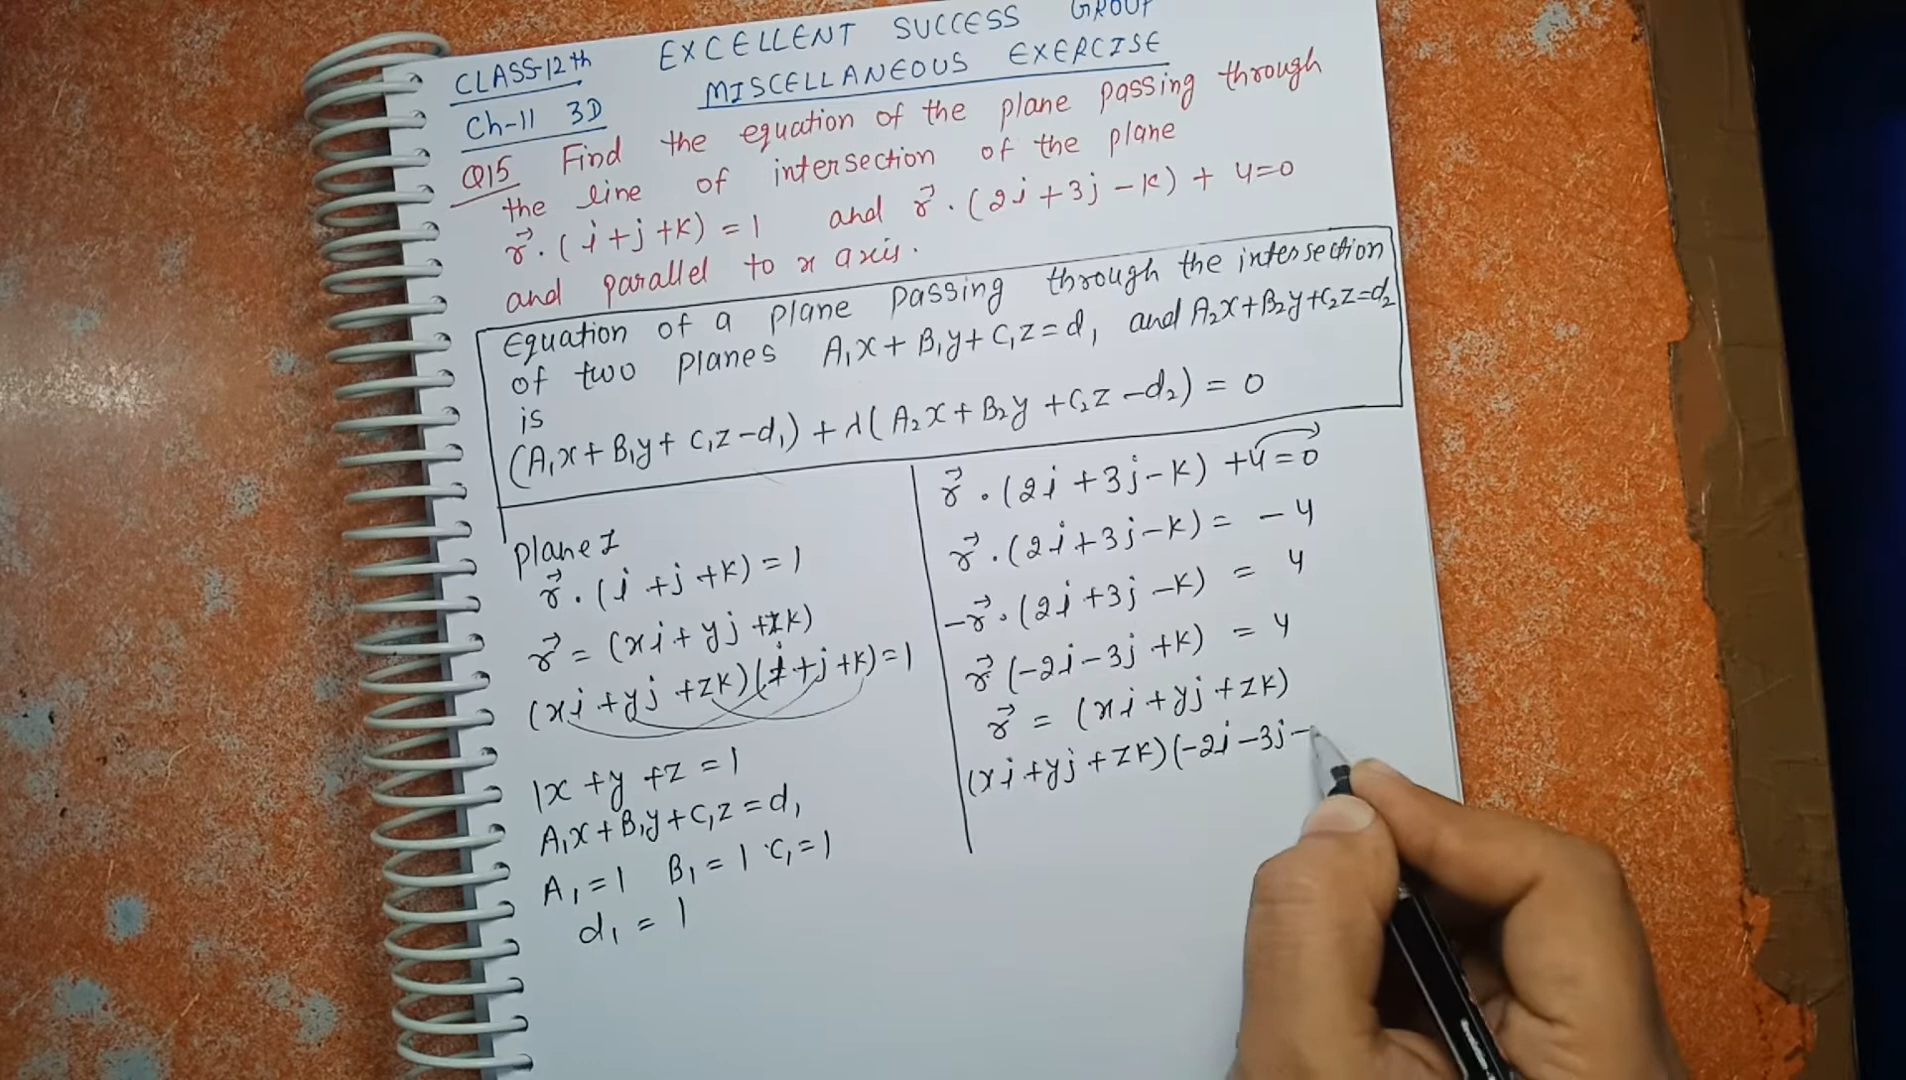 EXCELLENT SUCCESS GROUP
CLASS-12th
MISCELLANEOUS EXERCISE
Ch-11 3D
Q15 Find the equation of the plane passing through
the line of intersection of the plane
r⃗.(i+j+k) = 1 and r⃗.(2i+3j-k) + 4=0
and parallel to x axis.
Equation of a plane passing through the intersection
of two planes A₁x + B₁y + C₁z = d₁ and A₂x+B₂y+C₂z=d₂
is
(A₁x + B₁y + C₁z - d₁) + λ(A₂x + B₂y + C₂z - d₂) = 0
plane I
r⃗.(i + j + k) = 1
r⃗ = (xi + yj + zk)
(xi + yj + zk)(i + j + k) = 1
1x + y + z = 1
A₁x + B₁y + C₁z = d₁
A₁ = 1 B₁ = 1 C₁ = 1
d₁ = 1
r⃗.(2i + 3j - k) + 4 = 0
r⃗.(2i + 3j - k) = - 4
-r⃗.(2i + 3j - k) = 4
r⃗(-2i - 3j + k) = 4
r⃗ = (xi + yj + zk)
(xi + yj + zk)(-2i - 3j -